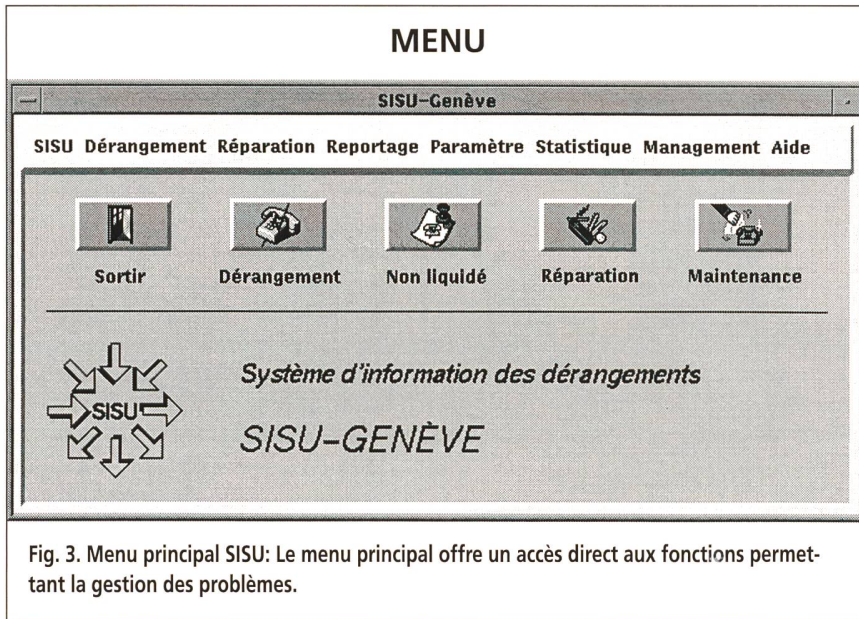 MENU
SISU-Genève
SISU Dérangement Réparation Reportage Paramètre Statistique Management Aide
Sortir Dérangement Non liquidé Réparation Maintenance
SISU
Système d'information des dérangements
SISU-GENÈVE
Fig. 3. Menu principal SISU: Le menu principal offre un accès direct aux fonctions permet-
tant la gestion des problèmes.